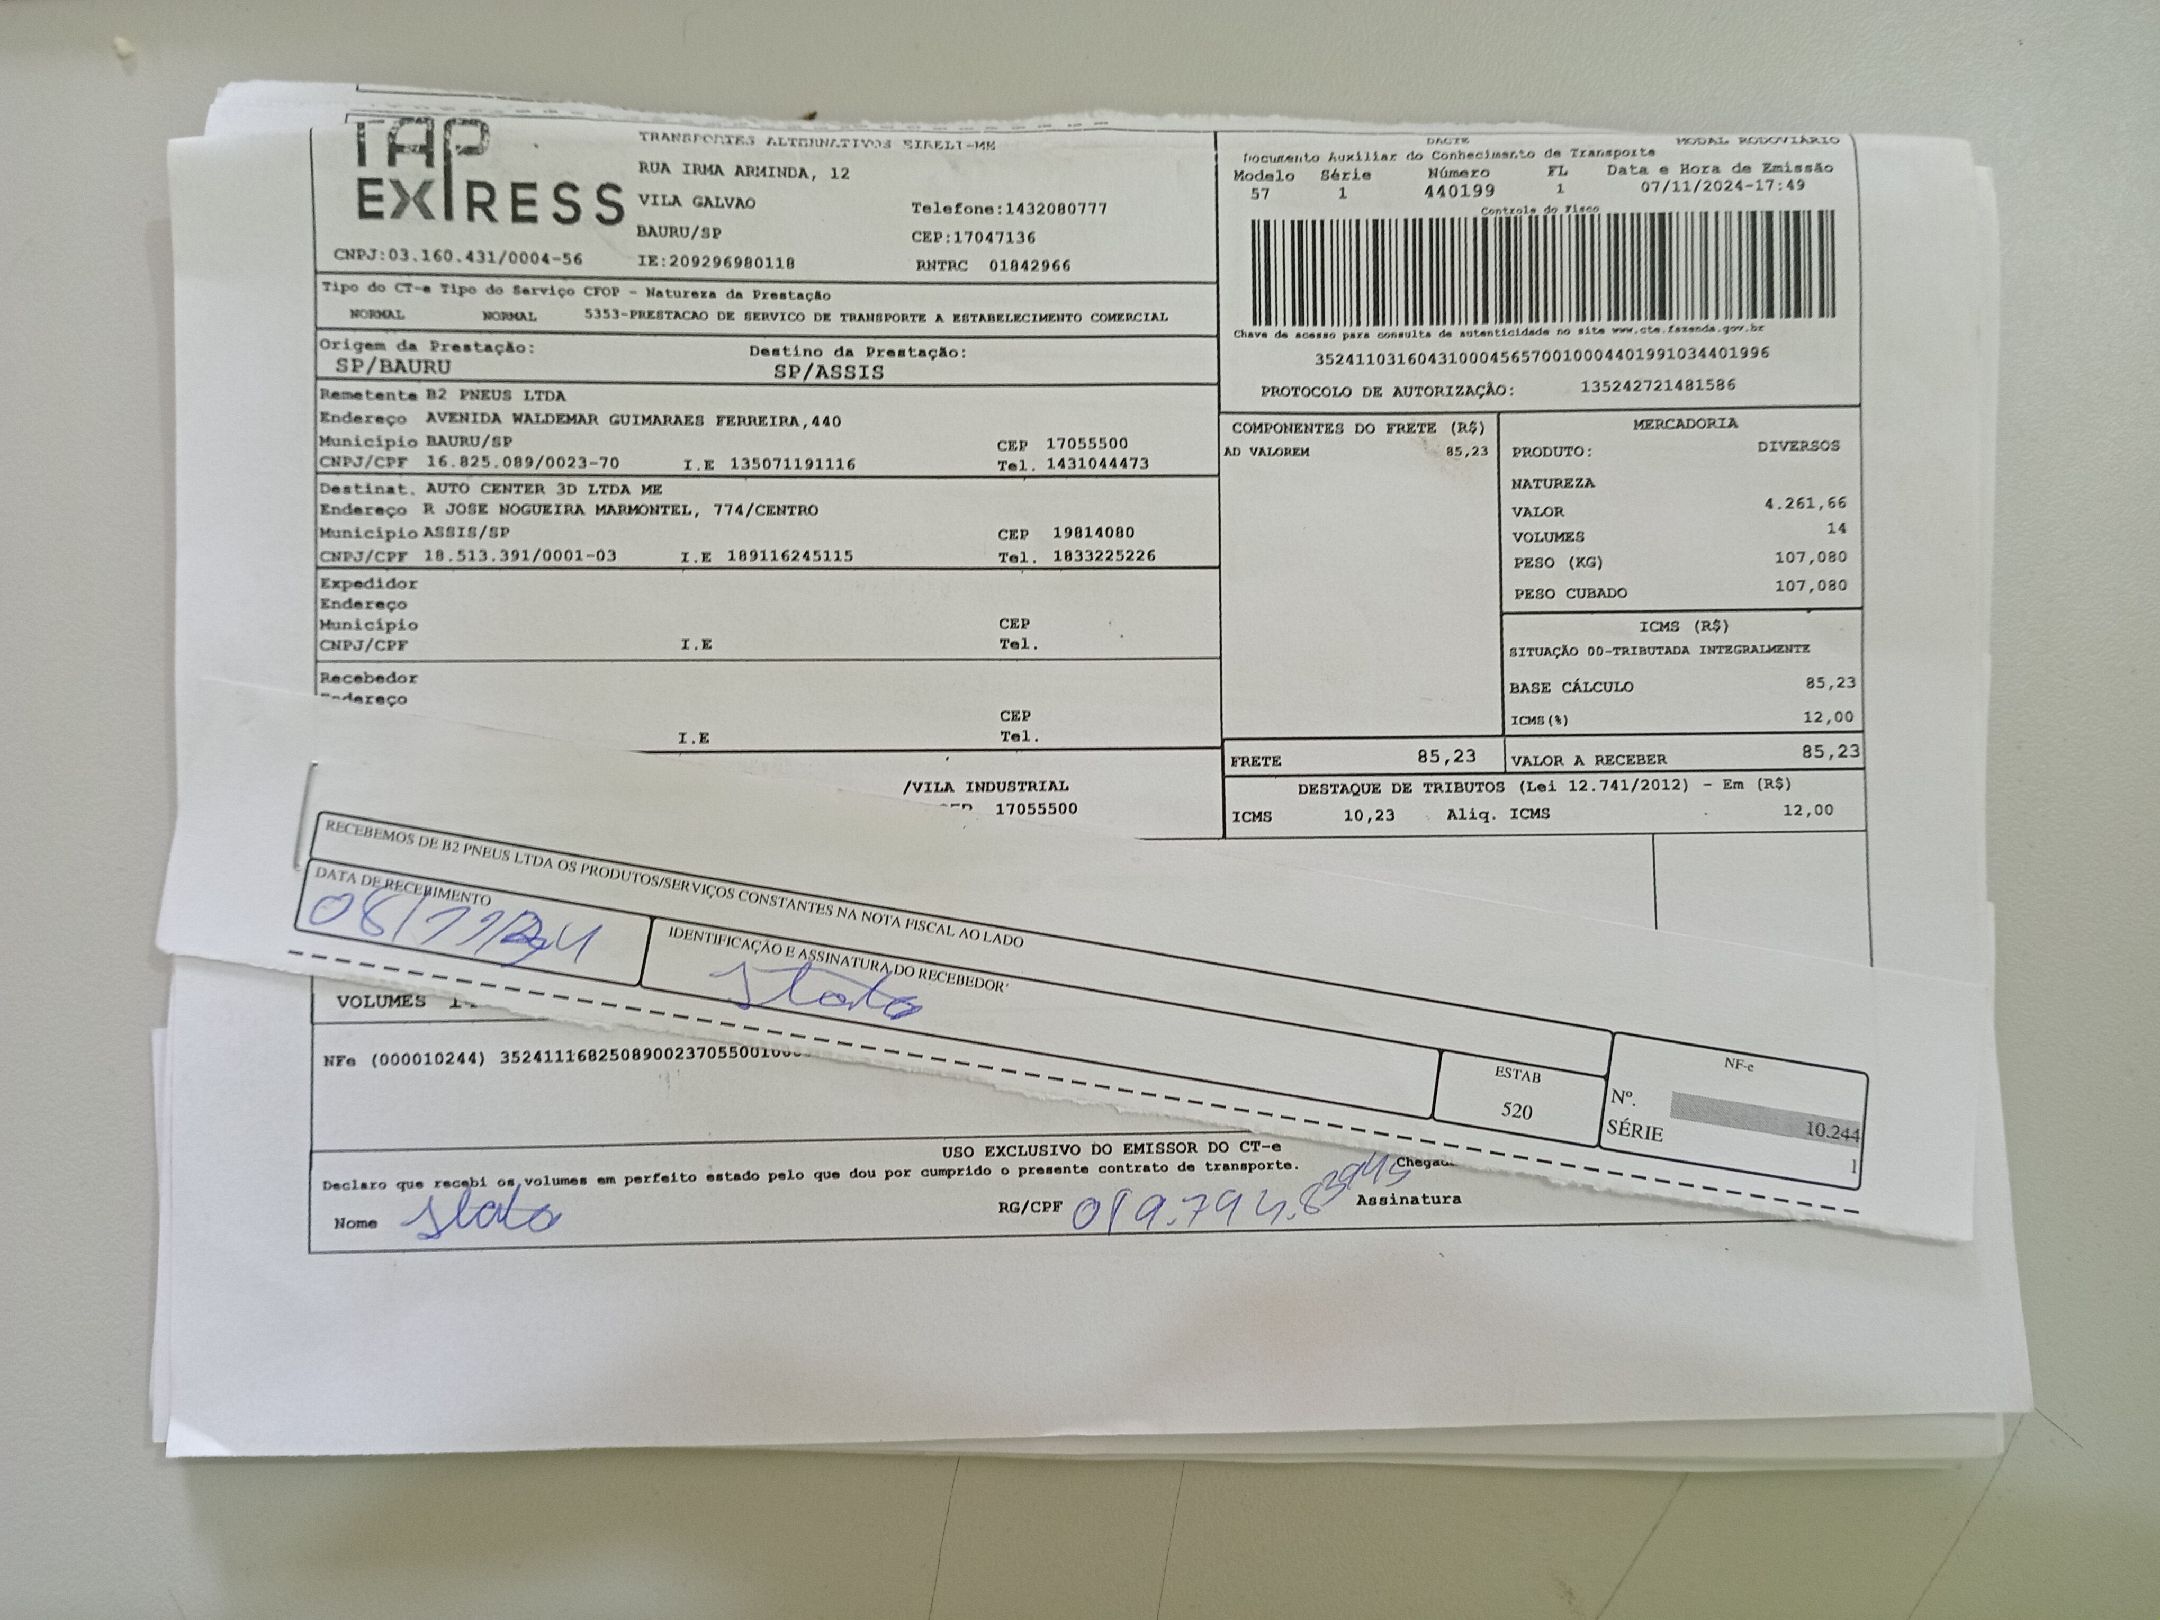 TAP EXPRESS
TRANSPORTES ALTERNATIVOS EIRELI-ME
RUA IRMA ARMINDA, 12
VILA GALVAO Telefone:1432080777
BAURU/SP CEP:17047136
CNPJ:03.160.431/0004-56 IE:209296980118 RNTRC 01842966
DACTE MODAL RODOVIÁRIO
Documento Auxiliar do Conhecimento de Transporte
Modelo Série Número FL Data e Hora de Emissão
57 1 440199 1 07/11/2024-17:49
Controle do Fisco
Chave de acesso para consulta de autenticidade no site www.cte.fazenda.gov.br
35241103160431000456570010004401991034401996
PROTOCOLO DE AUTORIZAÇÃO: 135242721481586
Tipo do CT-e Tipo do Serviço CFOP - Natureza da Prestação
NORMAL NORMAL 5353-PRESTACAO DE SERVICO DE TRANSPORTE A ESTABELECIMENTO COMERCIAL
Origem da Prestação: Destino da Prestação:
SP/BAURU SP/ASSIS
Remetente B2 PNEUS LTDA
Endereço AVENIDA WALDEMAR GUIMARAES FERREIRA,440
Município BAURU/SP CEP 17055500
CNPJ/CPF 16.825.089/0023-70 I.E 135071191116 Tel. 1431044473
Destinat. AUTO CENTER 3D LTDA ME
Endereço R JOSE NOGUEIRA MARMONTEL, 774/CENTRO
Município ASSIS/SP CEP 19814080
CNPJ/CPF 18.513.391/0001-03 I.E 189116245115 Tel. 1833225226
Expedidor
Endereço
Município CEP
CNPJ/CPF I.E Tel.
Recebedor
Endereço
CEP
I.E Tel.
/VILA INDUSTRIAL
CEP 17055500
COMPONENTES DO FRETE (R$)
AD VALOREM 85,23
MERCADORIA
PRODUTO: DIVERSOS
NATUREZA
VALOR 4.261,66
VOLUMES 14
PESO (KG) 107,080
PESO CUBADO 107,080
ICMS (R$)
SITUAÇÃO 00-TRIBUTADA INTEGRALMENTE
BASE CÁLCULO 85,23
ICMS(%) 12,00
FRETE 85,23 VALOR A RECEBER 85,23
DESTAQUE DE TRIBUTOS (Lei 12.741/2012) - Em (R$)
ICMS 10,23 Aliq. ICMS 12,00
RECEBEMOS DE B2 PNEUS LTDA OS PRODUTOS/SERVIÇOS CONSTANTES NA NOTA FISCAL AO LADO
DATA DE RECEBIMENTO
08/11/24
IDENTIFICAÇÃO E ASSINATURA DO RECEBEDOR
ESTAB
520
NF-e
Nº. 10.244
SÉRIE 1
VOLUMES
NFe (000010244) 352411168250890023705500100
USO EXCLUSIVO DO EMISSOR DO CT-e
Declaro que recebi os volumes em perfeito estado pelo que dou por cumprido o presente contrato de transporte.
Nome RG/CPF Assinatura